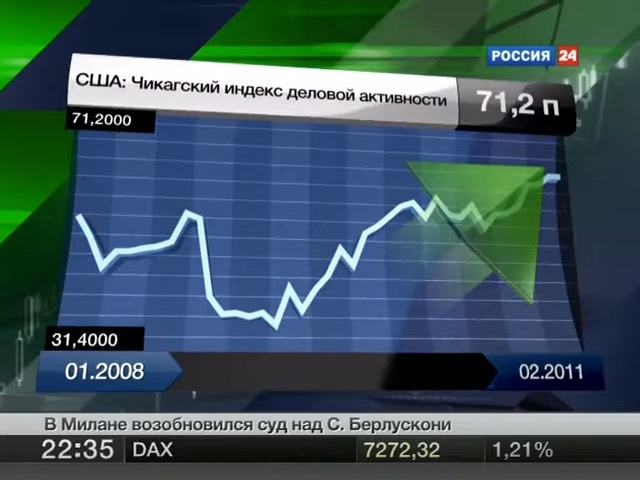 РОССИЯ 24
США: Чикагский индекс деловой активности 71,2 п
71,2000
31,4000
01.2008 02.2011
В Милане возобновился суд над С. Берлускони
22:35 DAX 7272,32 1,21%